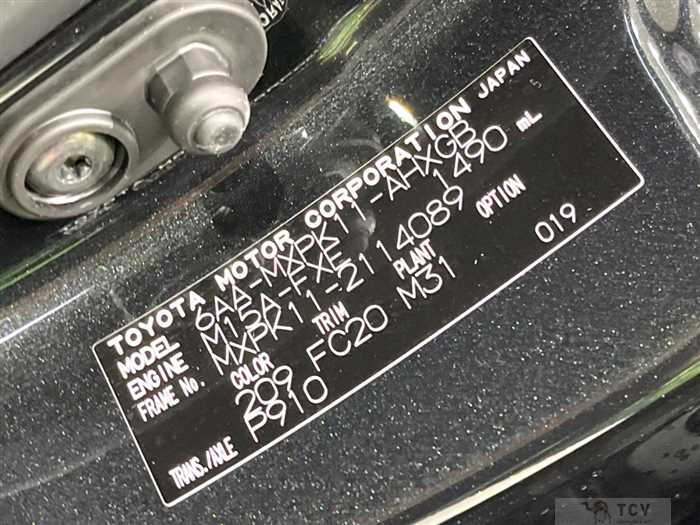 TOYOTA MOTOR CORPORATION JAPAN
MODEL 6AA-MXPK11-AHXGB
ENGINE M15A-FXE 1490 mL
FRAME No. MXPK11-2114089
COLOR TRIM PLANT OPTION
209 FC20 M31 019
TRANS./AXLE P910
TCV